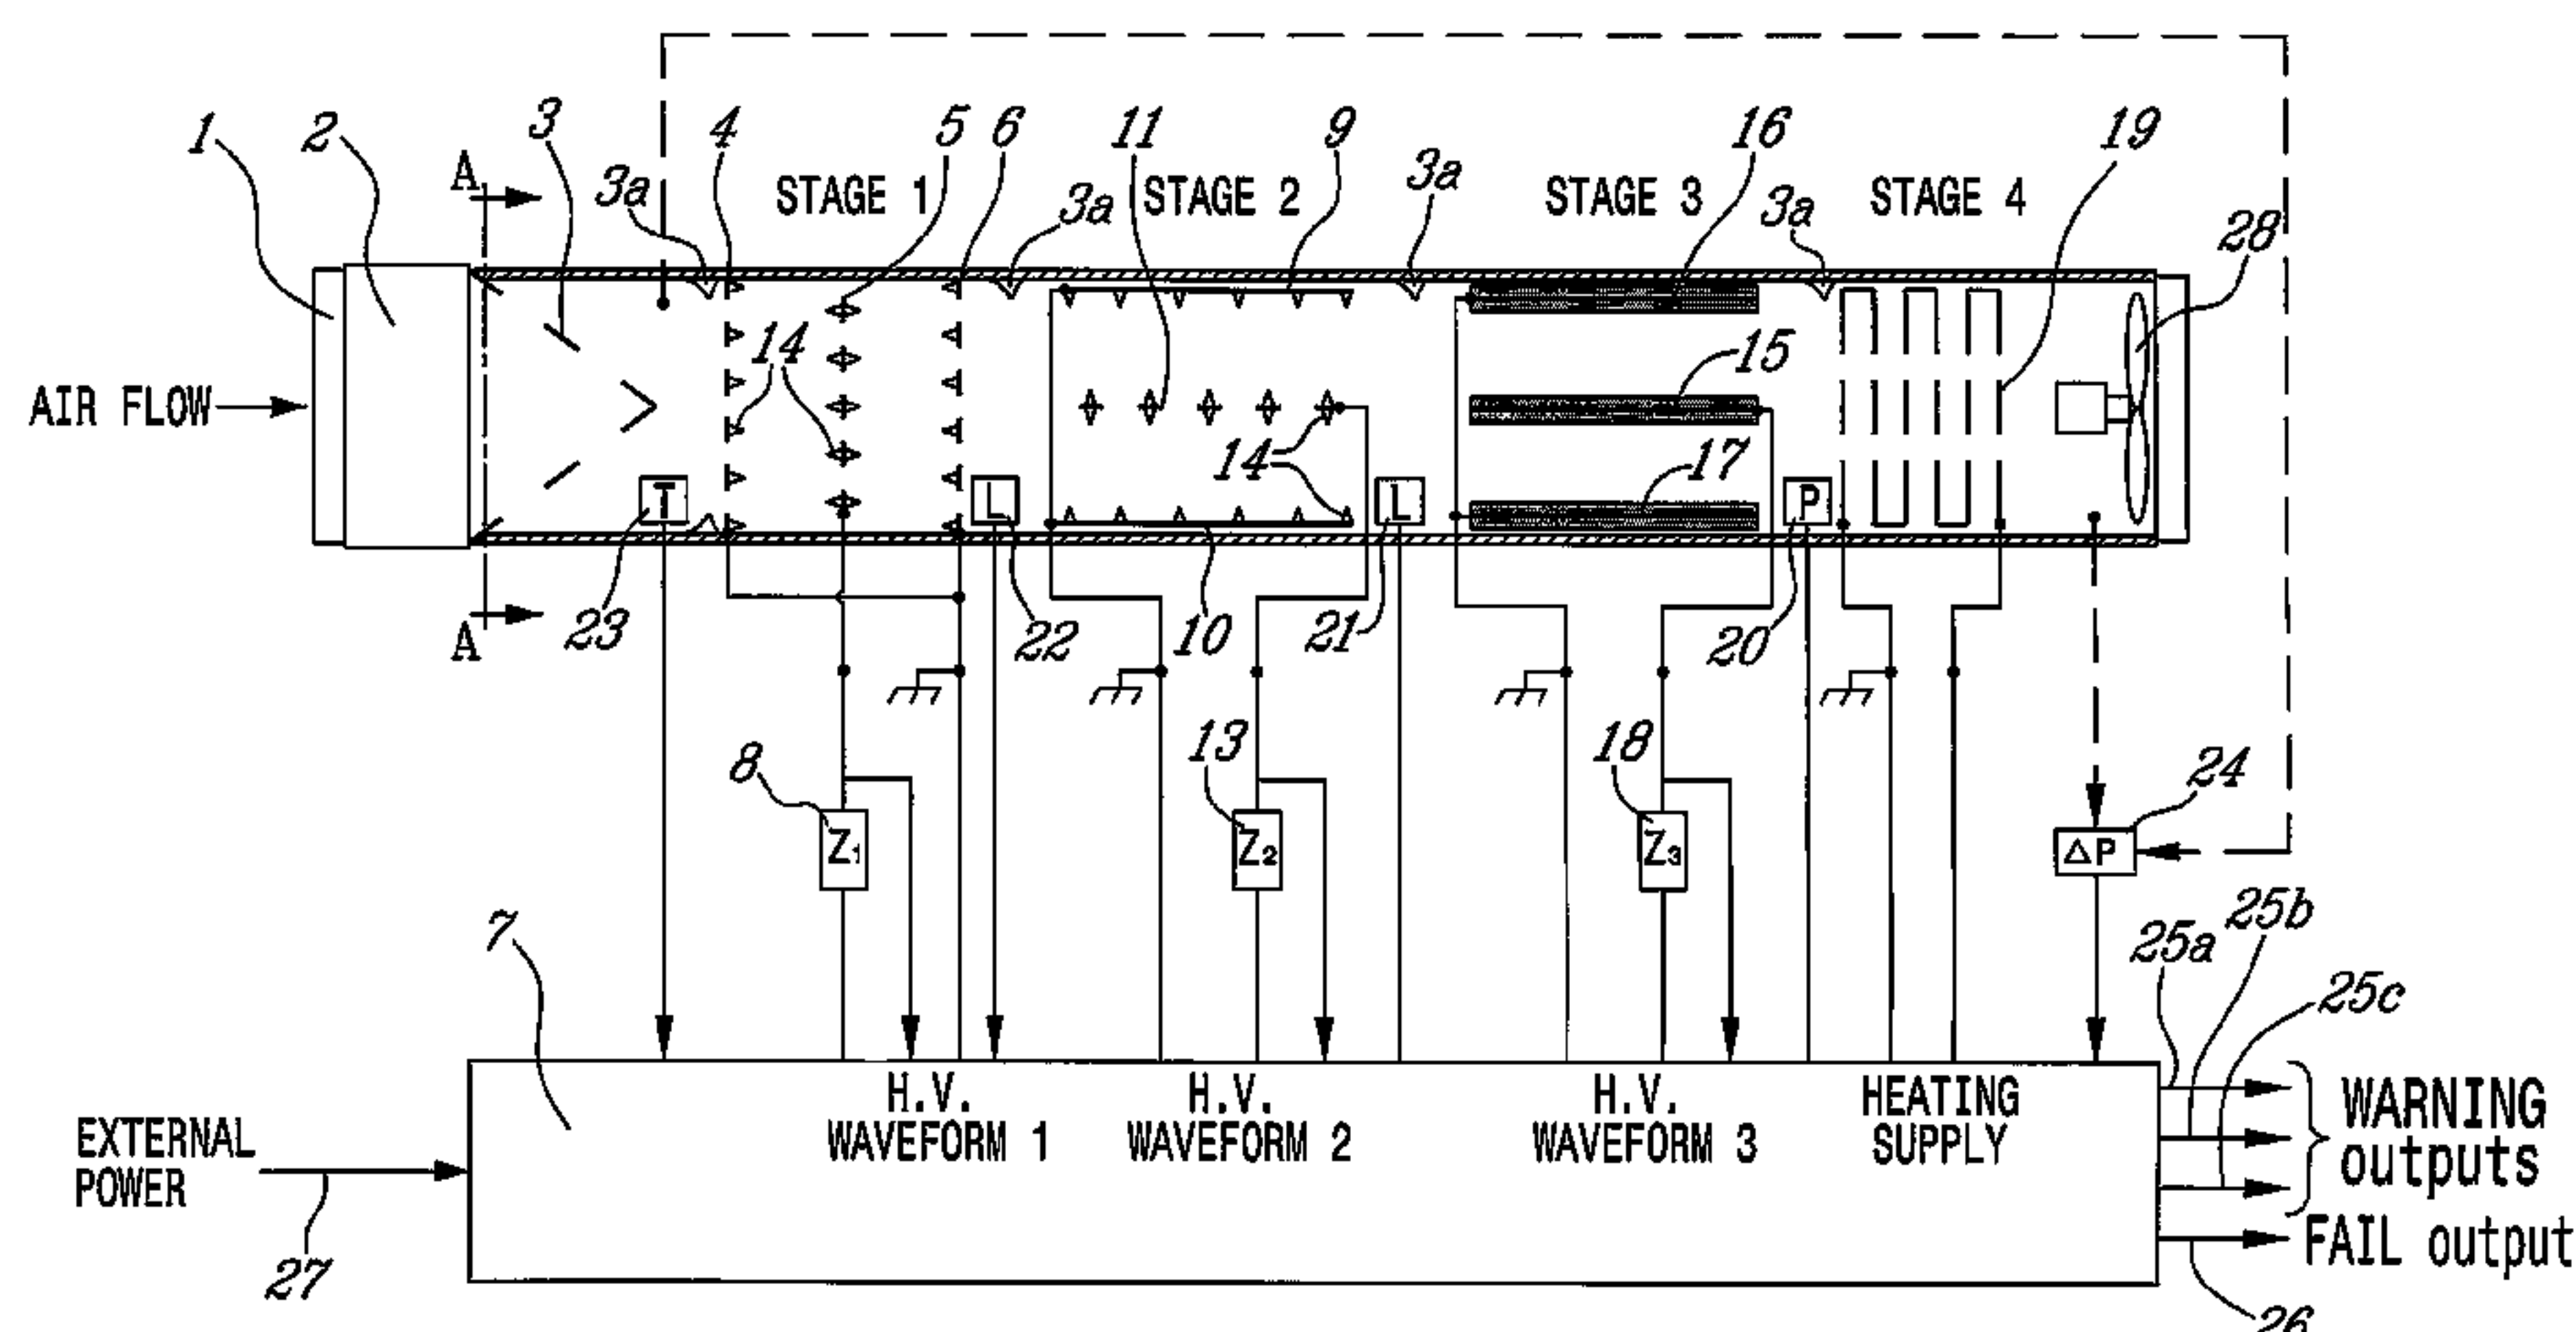 1
2
3
3a
4
STAGE 1
5
6
3a
11
STAGE 2
9
3a
STAGE 3
16
3a
STAGE 4
19
28
A
AIR FLOW
14
14
15
17
T
L
L
P
A
23
22
10
21
20
8
Z1
13
Z2
18
Z3
24
ΔP
7
25a
25b
25c
H.V.
WAVEFORM 1
H.V.
WAVEFORM 2
H.V.
WAVEFORM 3
HEATING
SUPPLY
EXTERNAL
POWER
27
WARNING
outputs
FAIL output
26